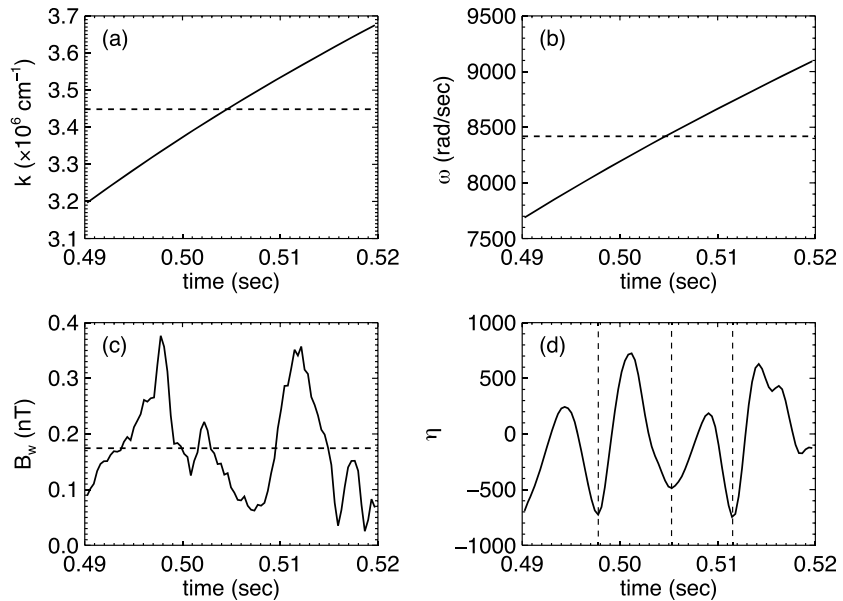 (a)
k (×10⁶ cm⁻¹)
3.7
3.6
3.5
3.4
3.3
3.2
3.1
0.49 0.50 0.51 0.52
time (sec)
(b)
ω (rad/sec)
9500
9000
8500
8000
7500
0.49 0.50 0.51 0.52
time (sec)
(c)
B_w (nT)
0.4
0.3
0.2
0.1
0.0
0.49 0.50 0.51 0.52
time (sec)
(d)
η
1000
500
0
−500
−1000
0.49 0.50 0.51 0.52
time (sec)